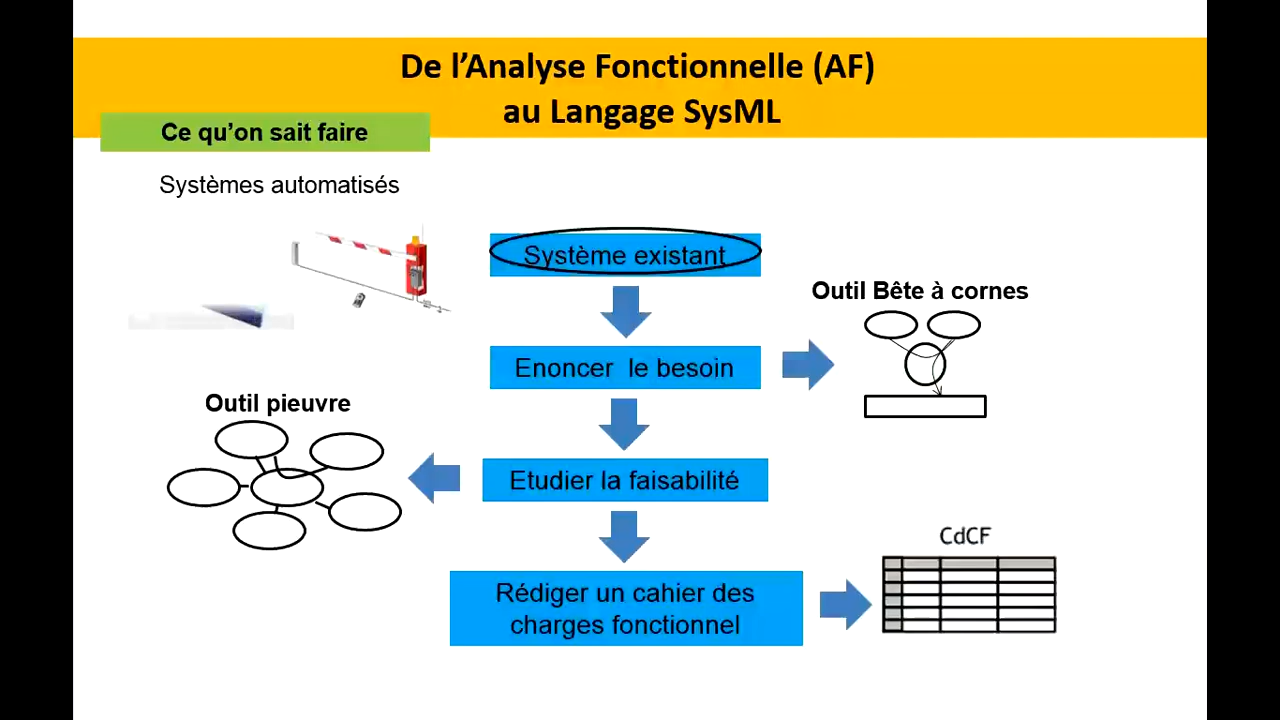 De l’Analyse Fonctionnelle (AF)
au Langage SysML
Ce qu’on sait faire
Systèmes automatisés
Système existant
Outil Bête à cornes
Enoncer le besoin
Outil pieuvre
Etudier la faisabilité
CdCF
Rédiger un cahier des
charges fonctionnel